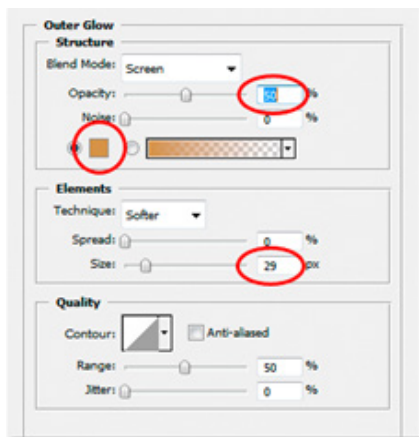 Outer Glow
Structure
Blend Mode: Screen
Opacity: 50 %
Noise: 0 %
Elements
Technique: Softer
Spread: 0 %
Size: 29 px
Quality
Contour: Anti-aliased
Range: 50 %
Jitter: 0 %